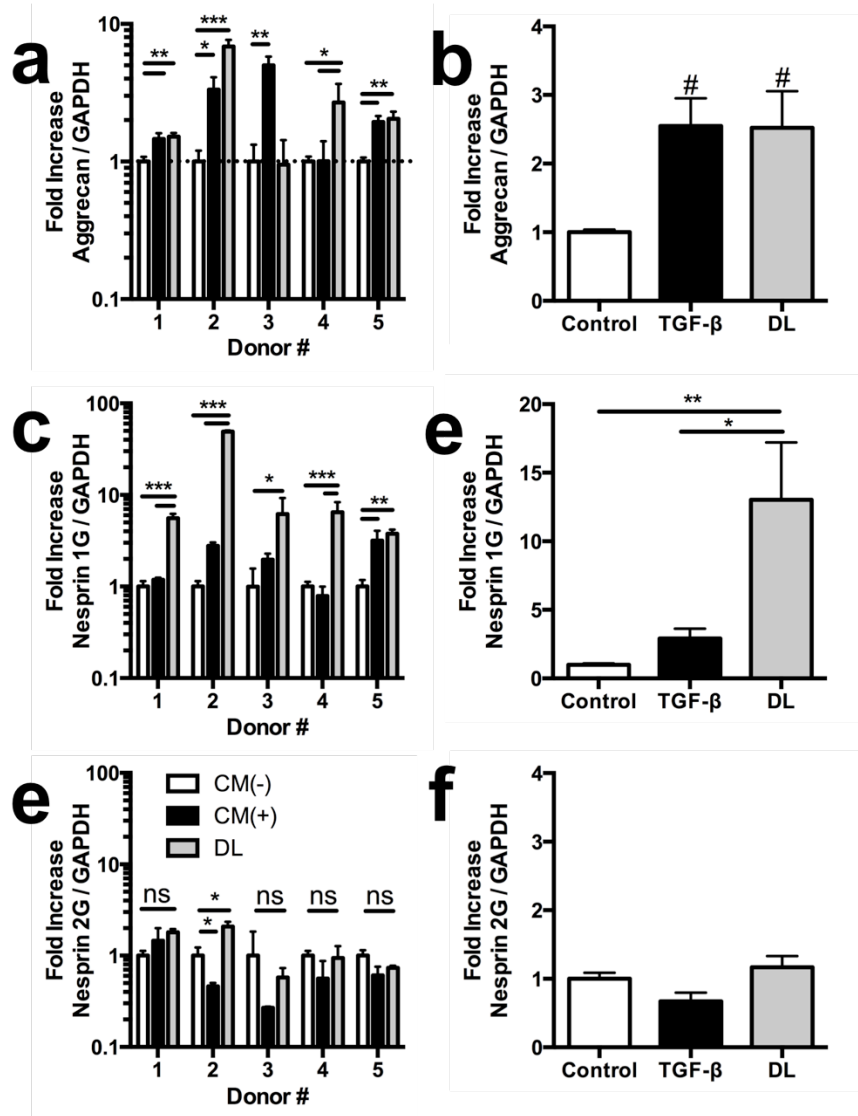 a
Fold Increase
Aggrecan / GAPDH
10
1
0.1
**
*
***
**
*
**
1 2 3 4 5
Donor #
b
Fold Increase
Aggrecan / GAPDH
4
3
2
1
0
#
#
Control TGF-β DL
c
Fold Increase
Nesprin 1G / GAPDH
100
10
1
0.1
***
***
*
***
**
1 2 3 4 5
Donor #
e
Fold Increase
Nesprin 1G / GAPDH
20
15
10
5
0
**
*
Control TGF-β DL
e
Fold Increase
Nesprin 2G / GAPDH
100
10
1
0.1
CM(-)
CM(+)
DL
ns
*
*
ns
ns
ns
1 2 3 4 5
Donor #
f
Fold Increase
Nesprin 2G / GAPDH
4
3
2
1
0
Control TGF-β DL